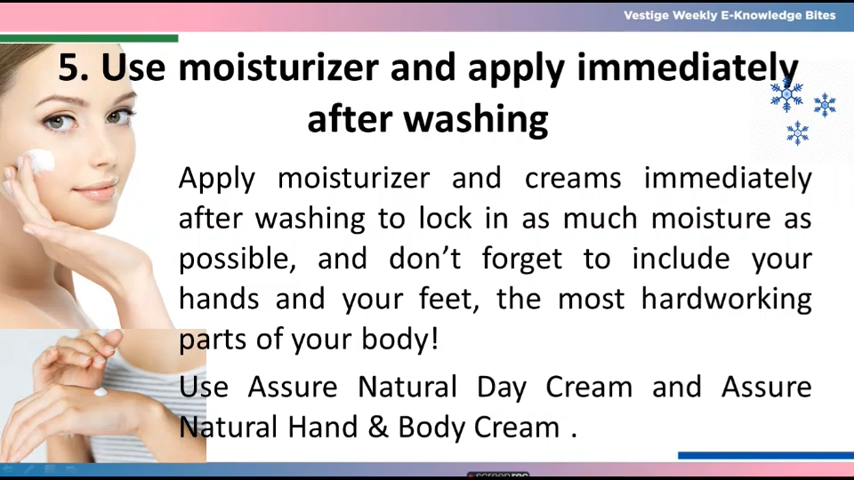 Vestige Weekly E-Knowledge Bites
5. Use moisturizer and apply immediately
after washing
Apply moisturizer and creams immediately
after washing to lock in as much moisture as
possible, and don’t forget to include your
hands and your feet, the most hardworking
parts of your body!
Use Assure Natural Day Cream and Assure
Natural Hand & Body Cream .